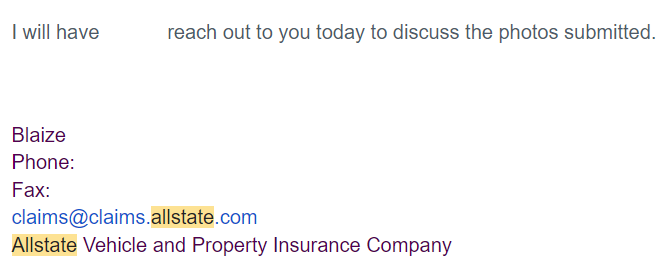 I will have reach out to you today to discuss the photos submitted.
Blaize
Phone:
Fax:
claims@claims.allstate.com
Allstate Vehicle and Property Insurance Company